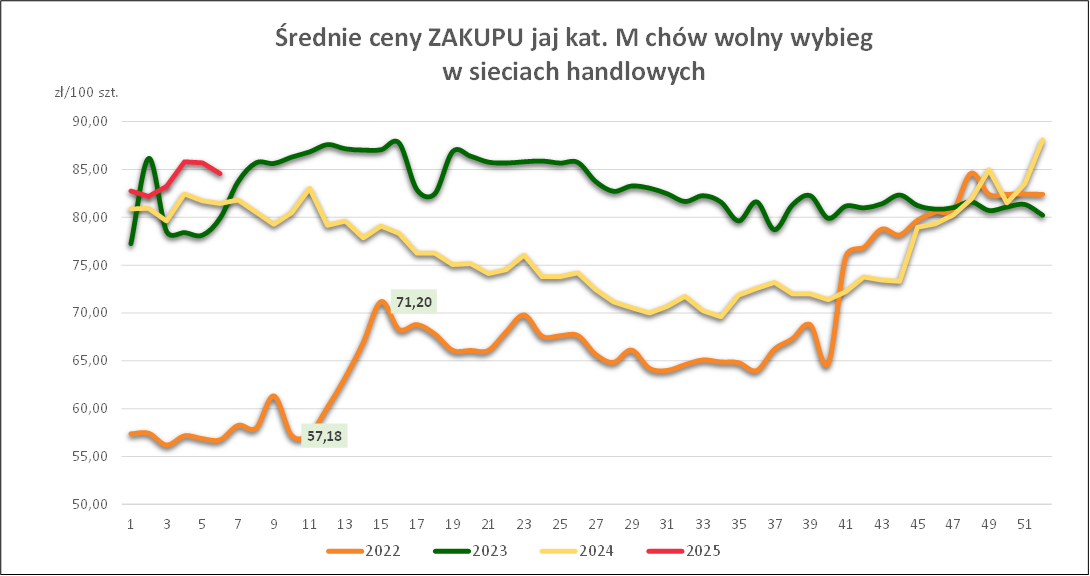 Średnie ceny ZAKUPU jaj kat. M chów wolny wybieg
w sieciach handlowych
zł/100 szt.
90,00
85,00
80,00
75,00
70,00
65,00
60,00
55,00
50,00
71,20
57,18
1 3 5 7 9 11 13 15 17 19 21 23 25 27 29 31 33 35 37 39 41 43 45 47 49 51
2022 2023 2024 2025